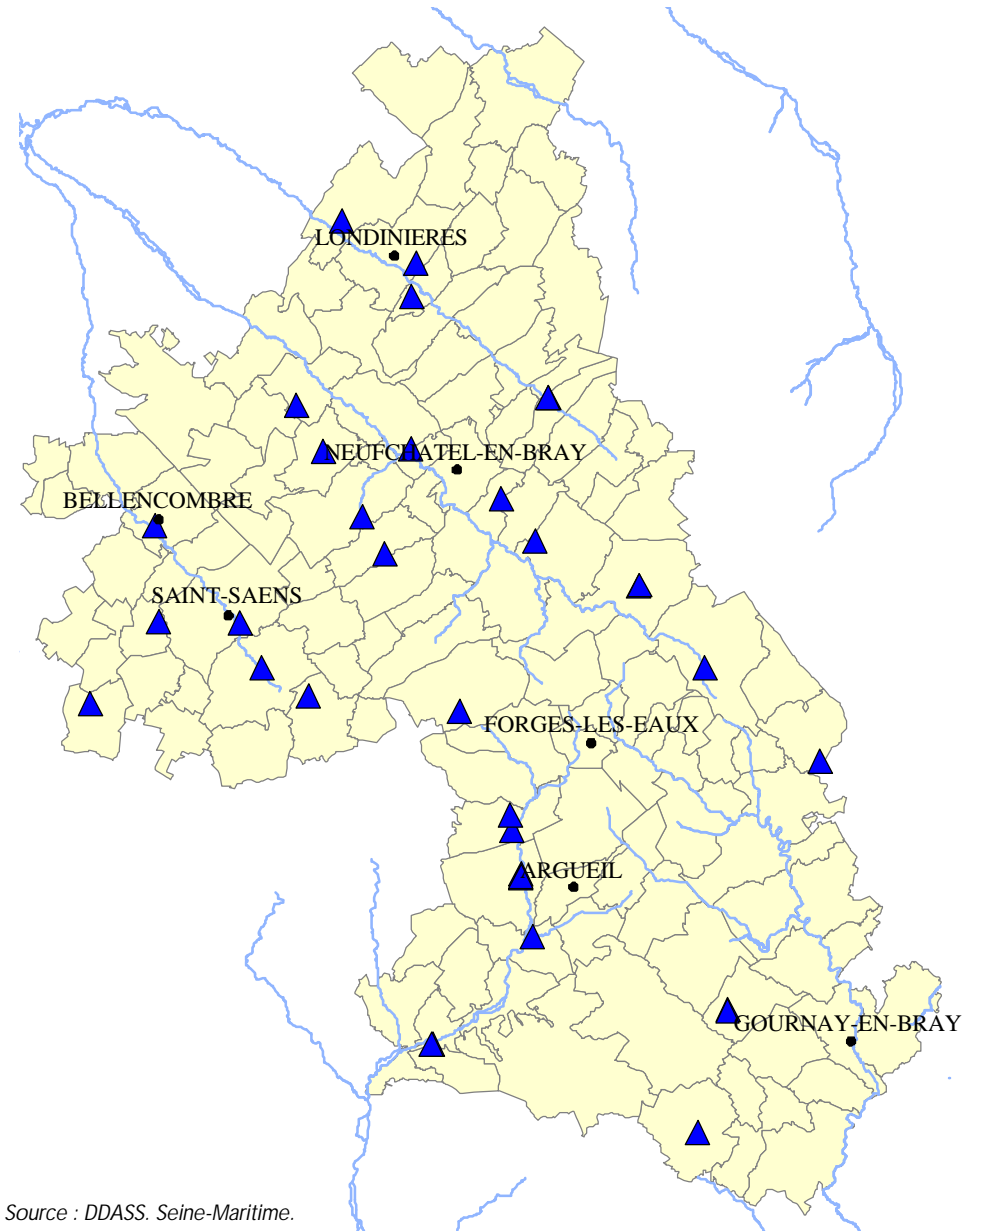 LONDINIERES
NEUFCHATEL-EN-BRAY
BELLENCOMBRE
SAINT-SAENS
FORGES-LES-EAUX
ARGUEIL
GOURNAY-EN-BRAY
Source : DDASS. Seine-Maritime.